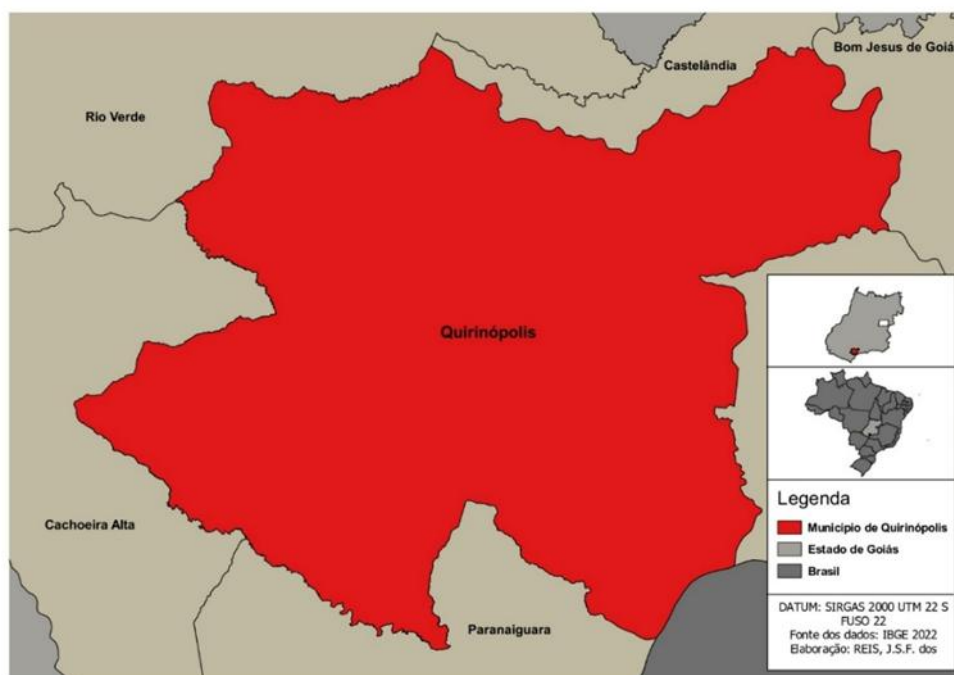 Bom Jesus de Goiá
Castelândia
Rio Verde
Quirinópolis
Cachoeira Alta
Paranaiguara
Legenda
Município de Quirinópolis
Estado de Goiás
Brasil
DATUM: SIRGAS 2000 UTM 22 S
FUSO 22
Fonte dos dados: IBGE 2022
Elaboração: REIS, J.S.F. dos